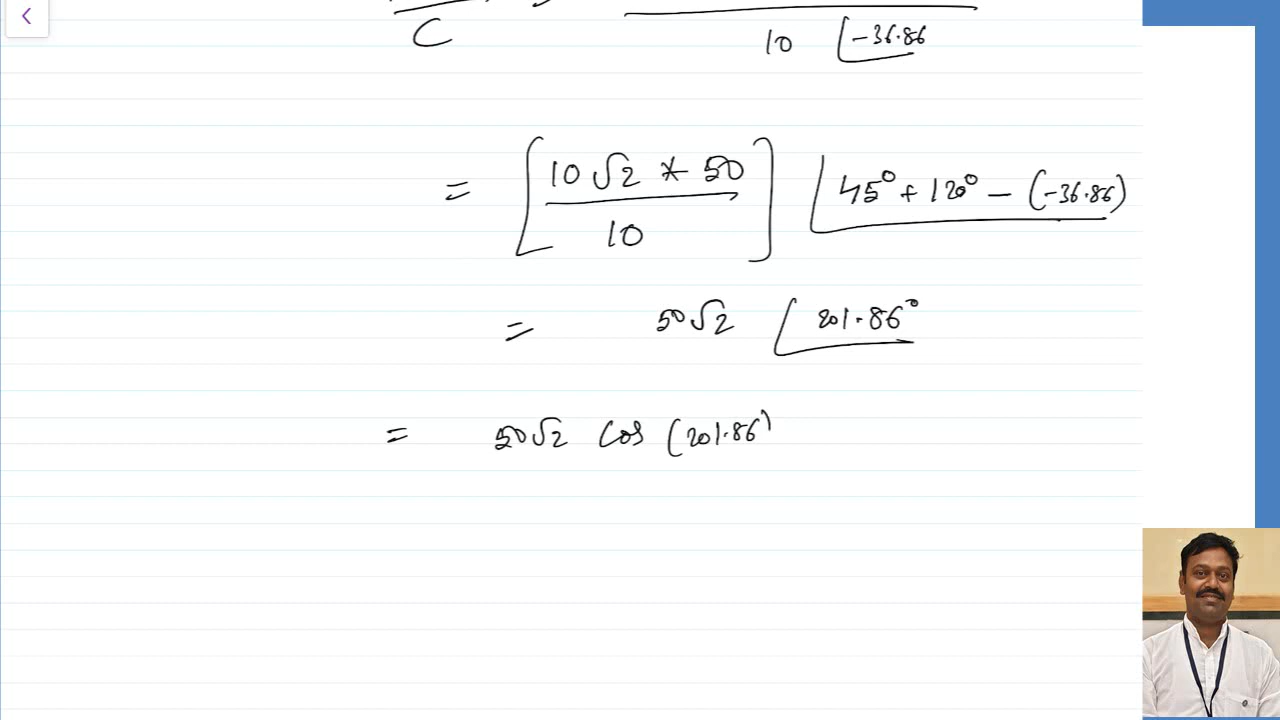 C
10 ∠-36.86
= [10√2 * 50 / 10] ∠45° + 120° - (-36.86)
= 50√2 ∠201.86°
= 50√2 cos (201.86)